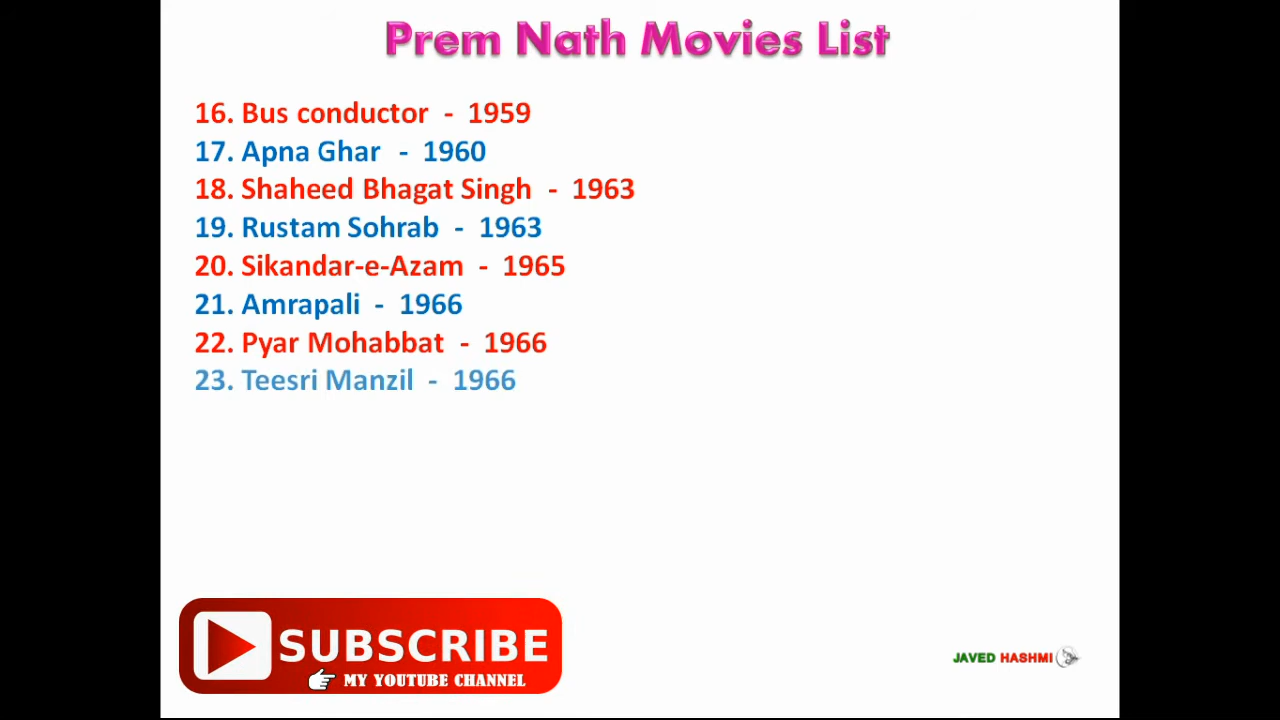 Prem Nath Movies List
16. Bus conductor - 1959
17. Apna Ghar - 1960
18. Shaheed Bhagat Singh - 1963
19. Rustam Sohrab - 1963
20. Sikandar-e-Azam - 1965
21. Amrapali - 1966
22. Pyar Mohabbat - 1966
23. Teesri Manzil - 1966
SUBSCRIBE
MY YOUTUBE CHANNEL
JAVED HASHMI